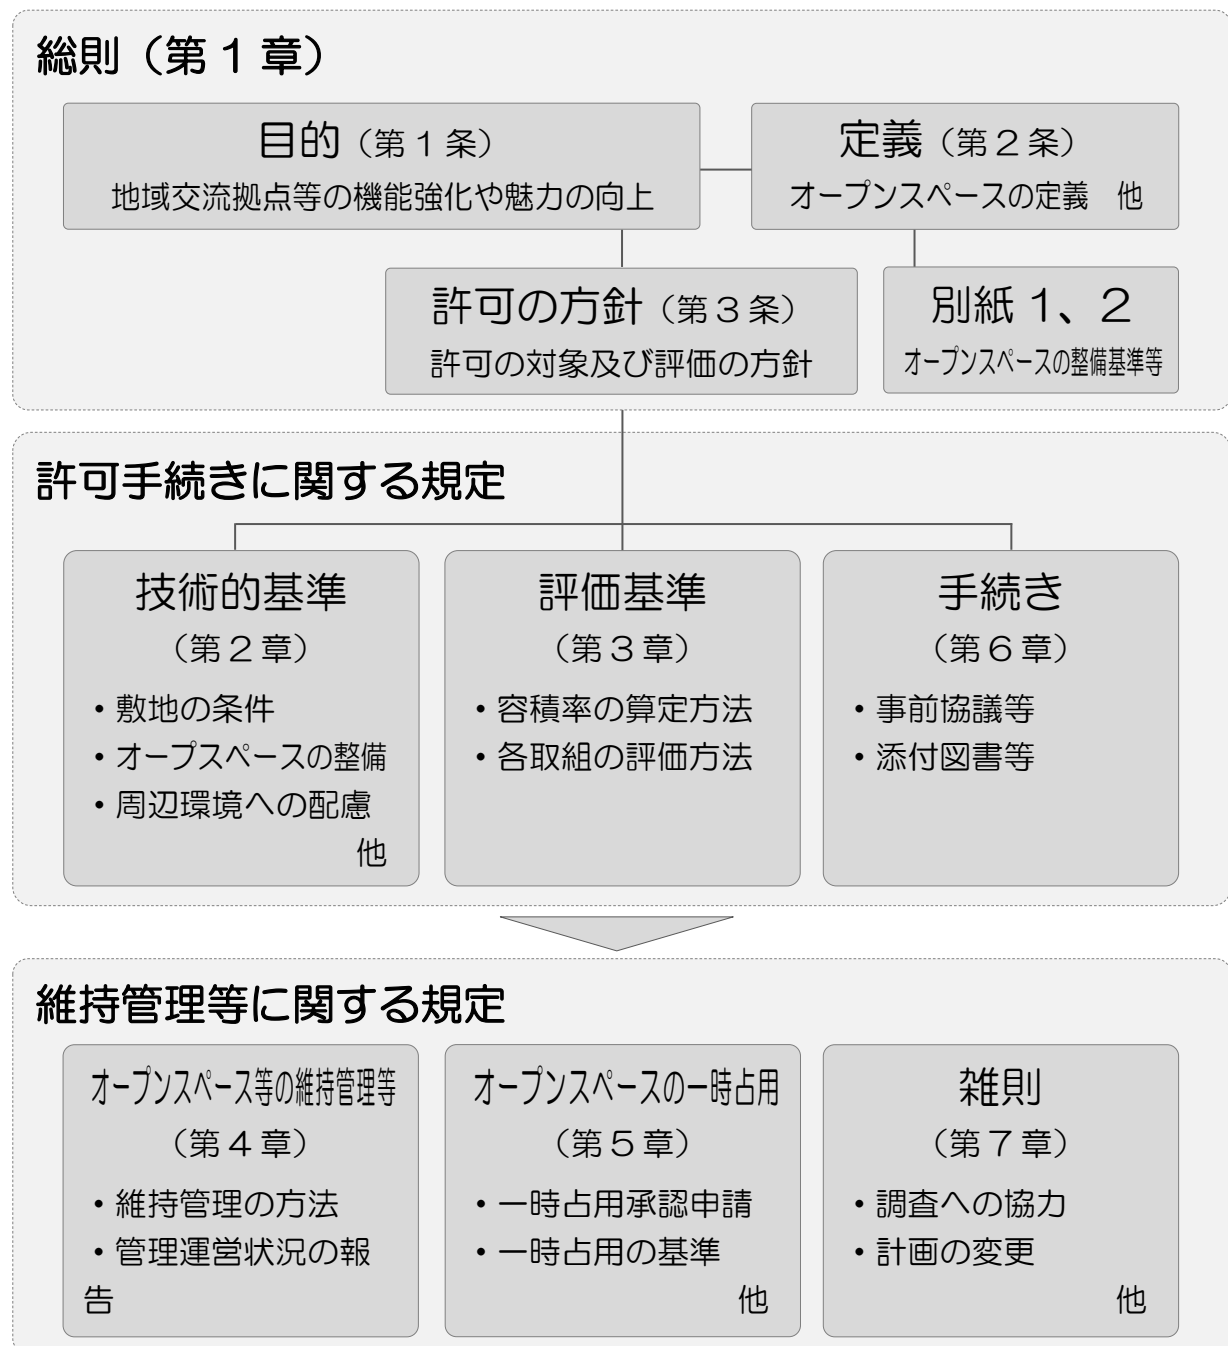 総則（第１章）
目的（第１条）
地域交流拠点等の機能強化や魅力の向上
定義（第２条）
オープンスペースの定義　他
許可の方針（第３条）
許可の対象及び評価の方針
別紙１、２
オープンスペースの整備基準等
許可手続きに関する規定
技術的基準
（第２章）
・敷地の条件
・オープスペースの整備
・周辺環境への配慮
他
評価基準
（第３章）
・容積率の算定方法
・各取組の評価方法
手続き
（第６章）
・事前協議等
・添付図書等
維持管理等に関する規定
オープンスペース等の維持管理等
（第４章）
・維持管理の方法
・管理運営状況の報
告
オープンスペースの一時占用
（第５章）
・一時占用承認申請
・一時占用の基準
他
雑則
（第７章）
・調査への協力
・計画の変更
他